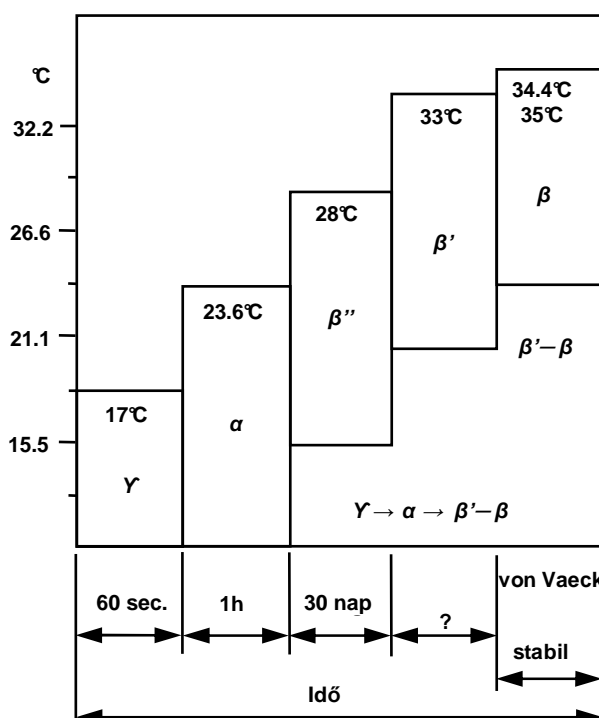 °C
32.2
26.6
21.1
15.5
17°C
ϒ
23.6°C
α
28°C
β’’
33°C
β’
34.4°C
35°C
β
β’—β
ϒ → α → β’—β
60 sec.
1h
30 nap
?
von Vaeck
stabil
Idő